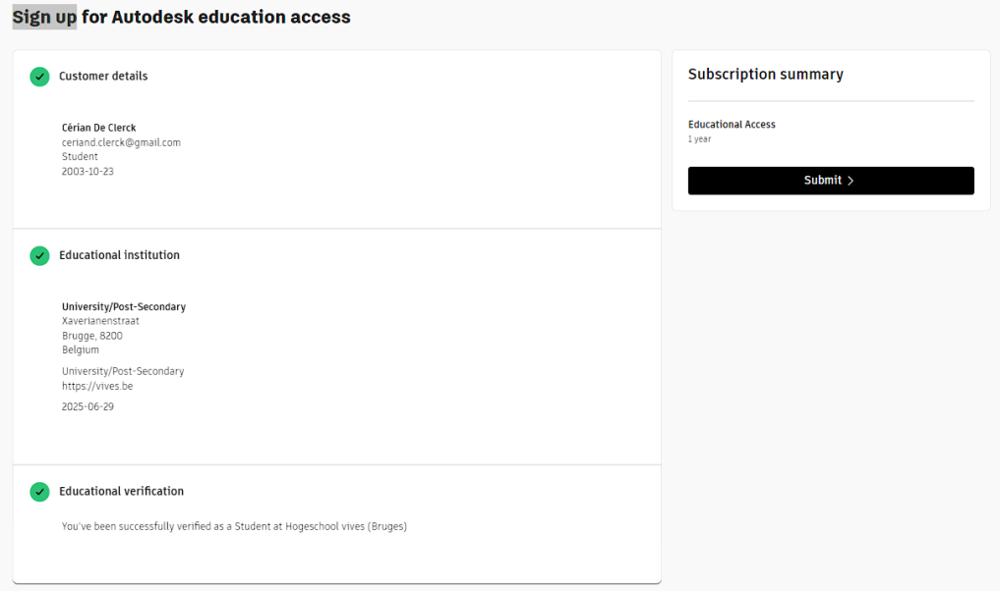 Sign up for Autodesk education access
Customer details
Cérian De Clerck
ceriand.clerck@gmail.com
Student
2003-10-23
Educational institution
University/Post-Secondary
Xaverianenstraat
Brugge, 8200
Belgium
University/Post-Secondary
https://vives.be
2025-06-29
Educational verification
You've been successfully verified as a Student at Hogeschool vives (Bruges)
Subscription summary
Educational Access
1 year
Submit